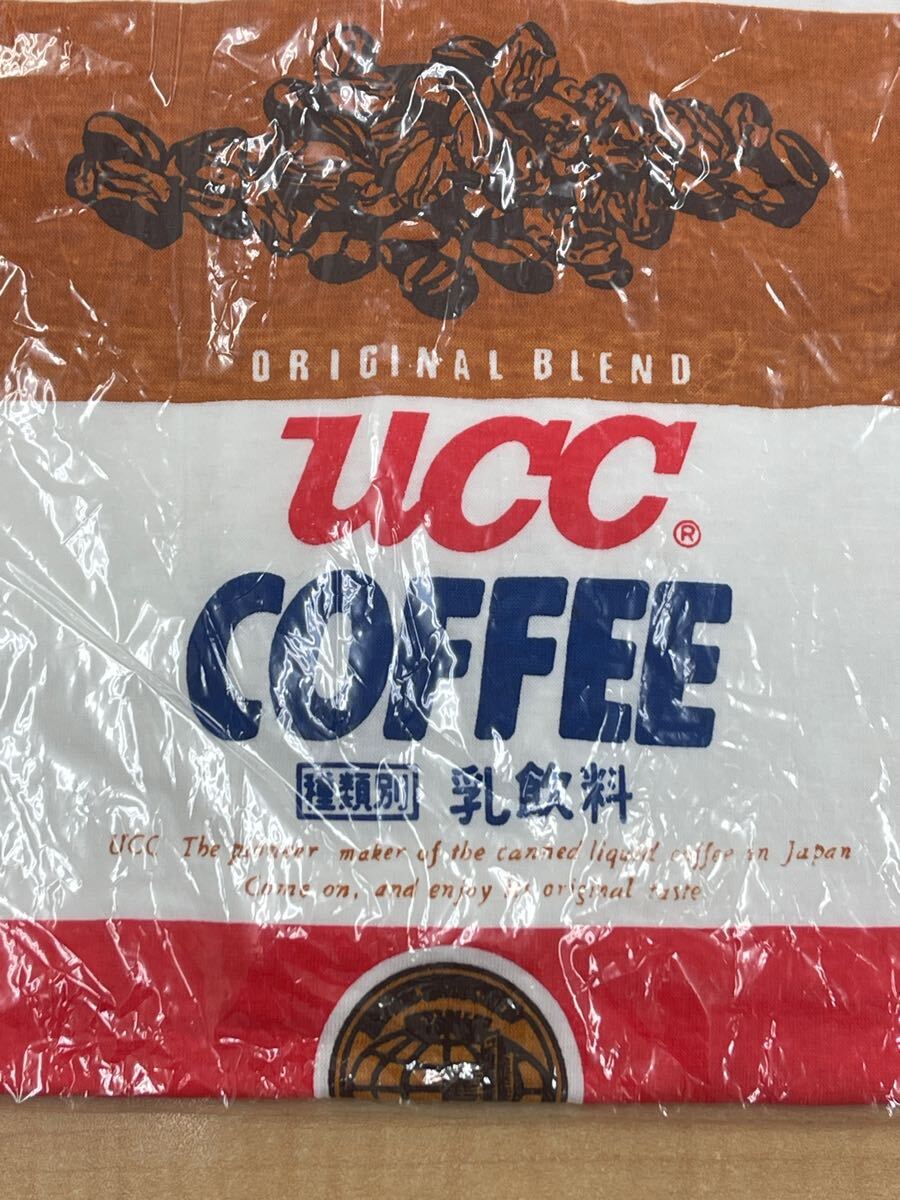 ORIGINAL BLEND
UCC®
COFFEE
種類別 乳飲料
UCC The pioneer maker of the canned liquid coffee in Japan
Come on, and enjoy it original taste